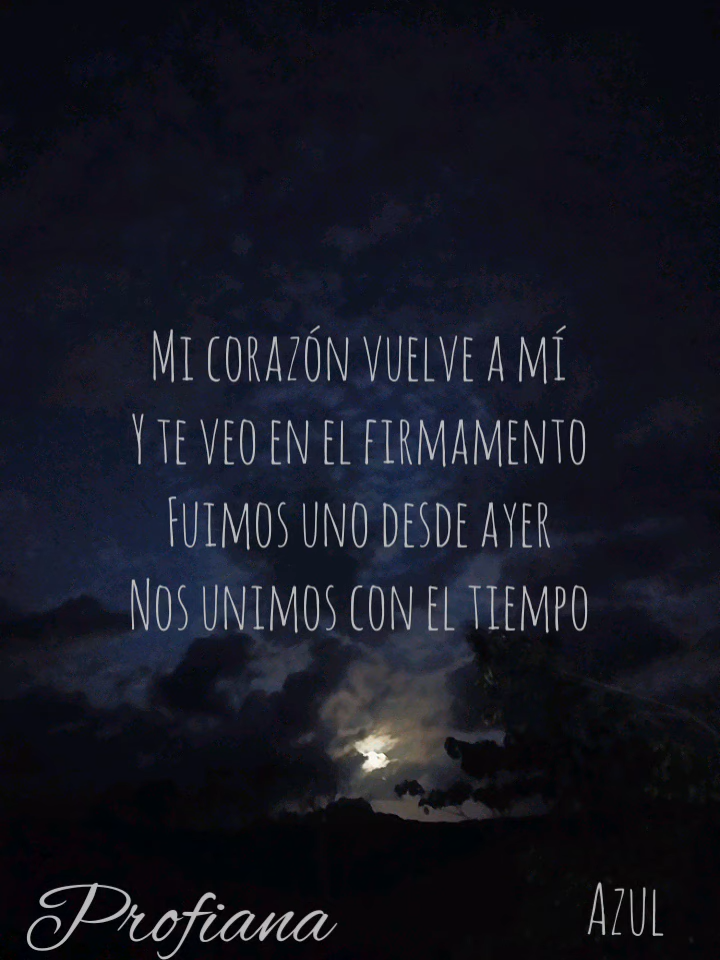 Mi corazón vuelve a mí
Y te veo en el firmamento
Fuimos uno desde ayer
Nos unimos con el tiempo
Profiana
Azul